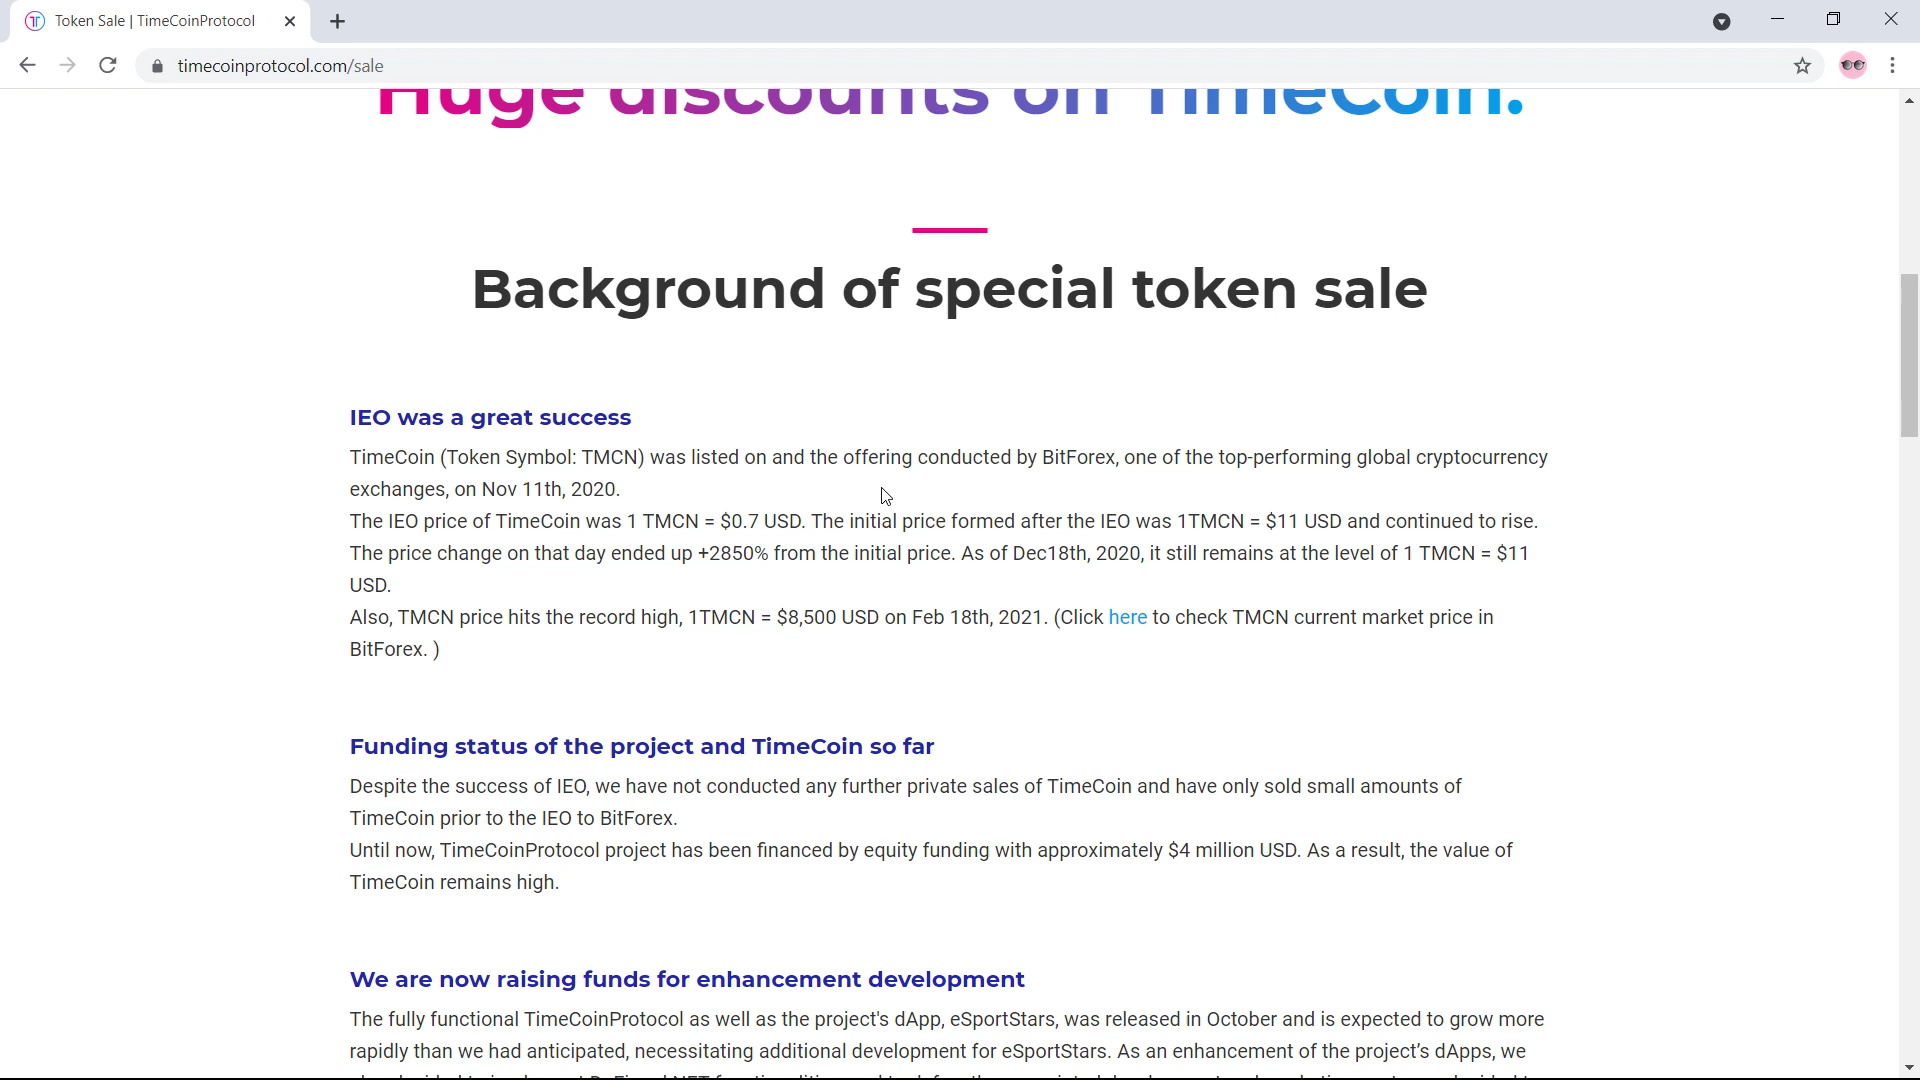 Token Sale | TimeCoinProtocol
timecoinprotocol.com/sale
Huge discounts on TimeCoin.
Background of special token sale
IEO was a great success
TimeCoin (Token Symbol: TMCN) was listed on and the offering conducted by BitForex, one of the top-performing global cryptocurrency
exchanges, on Nov 11th, 2020.
The IEO price of TimeCoin was 1 TMCN = $0.7 USD. The initial price formed after the IEO was 1TMCN = $11 USD and continued to rise.
The price change on that day ended up +2850% from the initial price. As of Dec18th, 2020, it still remains at the level of 1 TMCN = $11
USD.
Also, TMCN price hits the record high, 1TMCN = $8,500 USD on Feb 18th, 2021. (Click here to check TMCN current market price in
BitForex. )
Funding status of the project and TimeCoin so far
Despite the success of IEO, we have not conducted any further private sales of TimeCoin and have only sold small amounts of
TimeCoin prior to the IEO to BitForex.
Until now, TimeCoinProtocol project has been financed by equity funding with approximately $4 million USD. As a result, the value of
TimeCoin remains high.
We are now raising funds for enhancement development
The fully functional TimeCoinProtocol as well as the project's dApp, eSportStars, was released in October and is expected to grow more
rapidly than we had anticipated, necessitating additional development for eSportStars. As an enhancement of the project's dApps, we